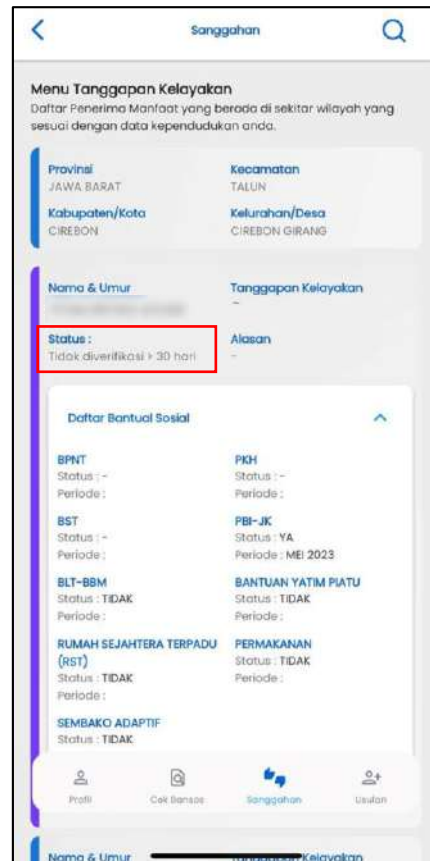 Sanggahan
Menu Tanggapan Kelayakan
Daftar Penerima Manfaat yang berada di sekitar wilayah yang
sesuai dengan data kependudukan anda.
Provinsi
JAWA BARAT
Kecamatan
TALUN
Kabupaten/Kota
CIREBON
Kelurahan/Desa
CIREBON GIRANG
Nama & Umur
Tanggapan Kelayakan
-
Status :
Tidak diverifikasi > 30 hari
Alasan
-
Daftar Bantual Sosial
BPNT
Status : -
Periode :
PKH
Status : -
Periode :
BST
Status : -
Periode :
PBI-JK
Status : YA
Periode : MEI 2023
BLT-BBM
Status : TIDAK
Periode :
BANTUAN YATIM PIATU
Status : TIDAK
Periode :
RUMAH SEJAHTERA TERPADU
(RST)
Status : TIDAK
Periode :
PERMAKANAN
Status : TIDAK
Periode :
SEMBAKO ADAPTIF
Status : TIDAK
Profil
Cek Bansos
Sanggahan
Usulan
Nama & Umur
Tanggapan Kelayakan